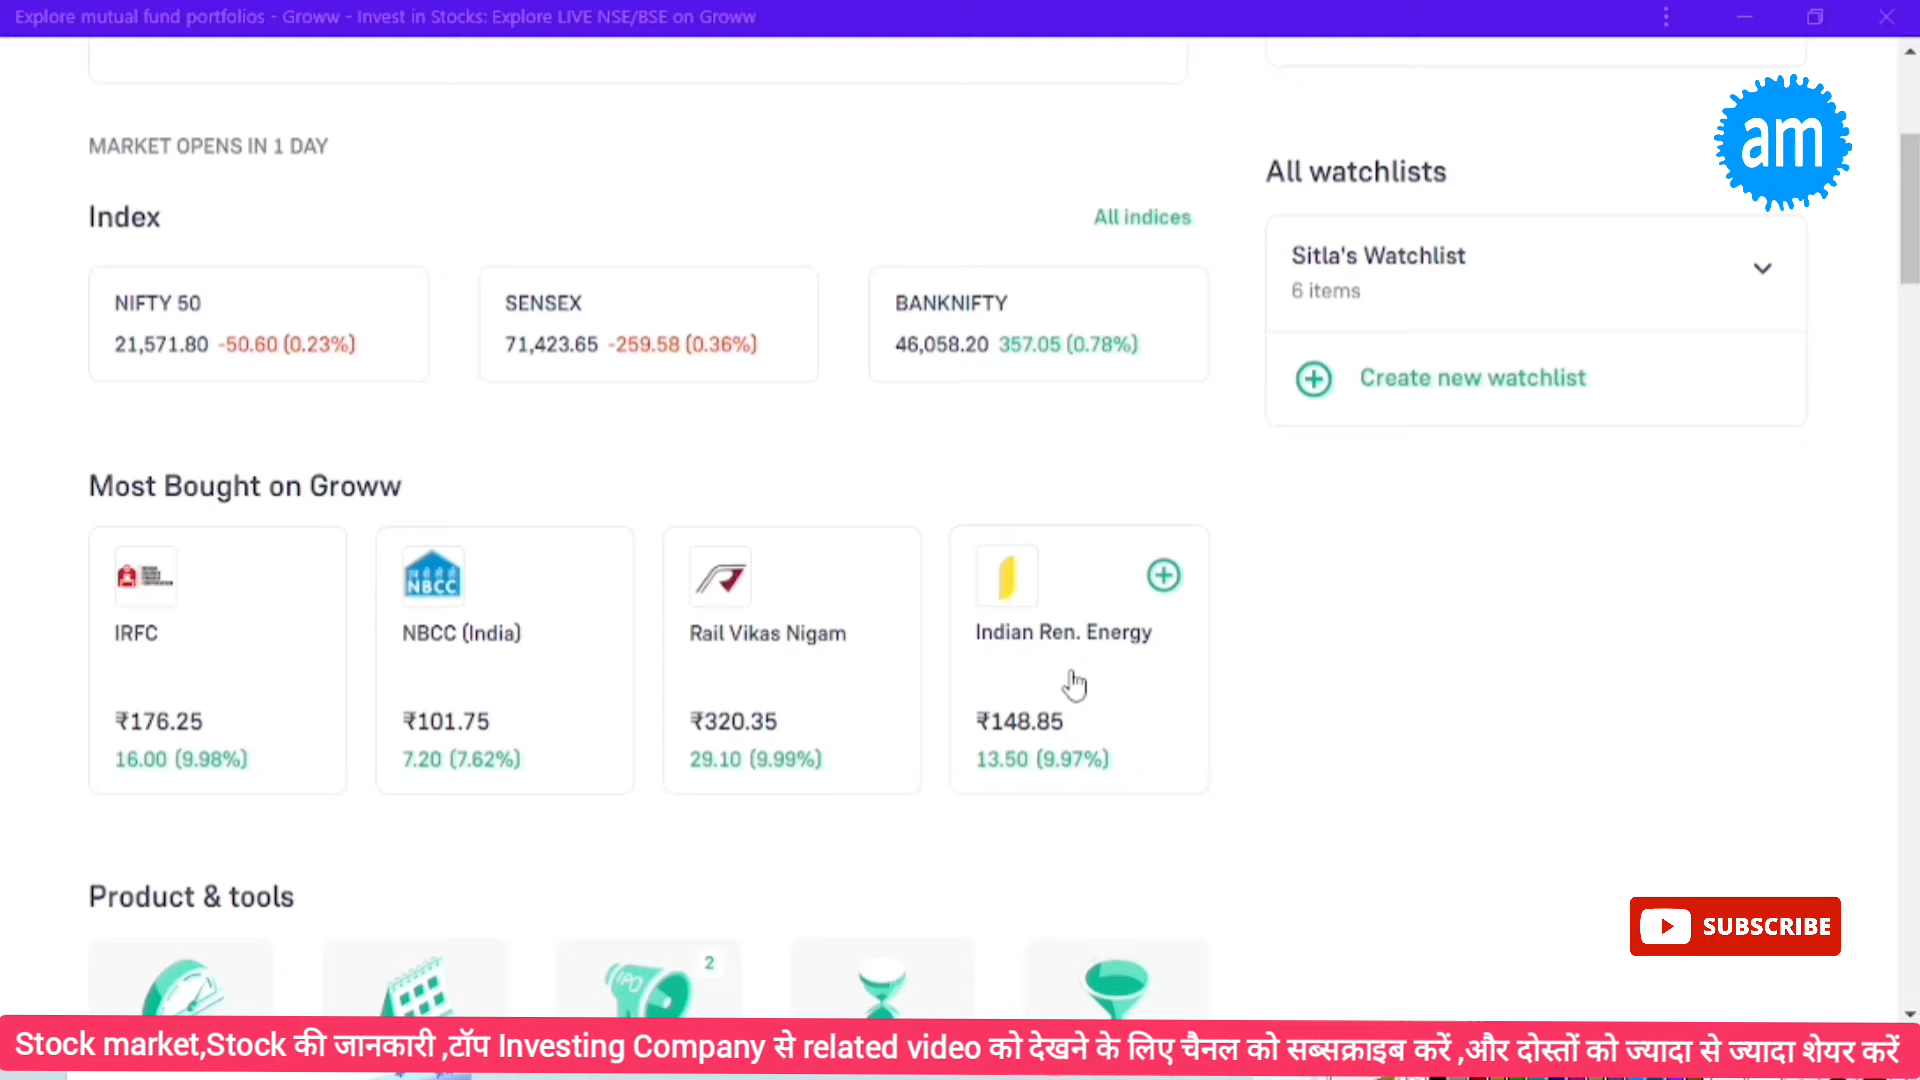 Explore mutual fund portfolios - Groww - Invest in Stocks: Explore LIVE NSE/BSE on Groww
am
MARKET OPENS IN 1 DAY
All watchlists
Index
All indices
Sitla's Watchlist
6 items
NIFTY 50
21,571.80 -50.60 (0.23%)
SENSEX
71,423.65 -259.58 (0.36%)
BANKNIFTY
46,058.20 357.05 (0.78%)
Create new watchlist
Most Bought on Groww
NBCC
IRFC
₹176.25
16.00 (9.98%)
NBCC (India)
₹101.75
7.20 (7.62%)
Rail Vikas Nigam
₹320.35
29.10 (9.99%)
Indian Ren. Energy
₹148.85
13.50 (9.97%)
Product & tools
IPO
2
SUBSCRIBE
Stock market,Stock की जानकारी ,टॉप Investing Company से related video को देखने के लिए चैनल को सब्सक्राइब करें ,और दोस्तों को ज्यादा से ज्यादा शेयर करें